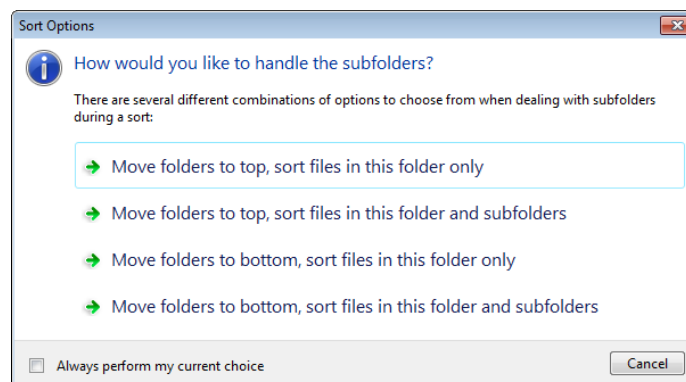 Sort Options
How would you like to handle the subfolders?
There are several different combinations of options to choose from when dealing with subfolders
during a sort:
Move folders to top, sort files in this folder only
Move folders to top, sort files in this folder and subfolders
Move folders to bottom, sort files in this folder only
Move folders to bottom, sort files in this folder and subfolders
Always perform my current choice
Cancel